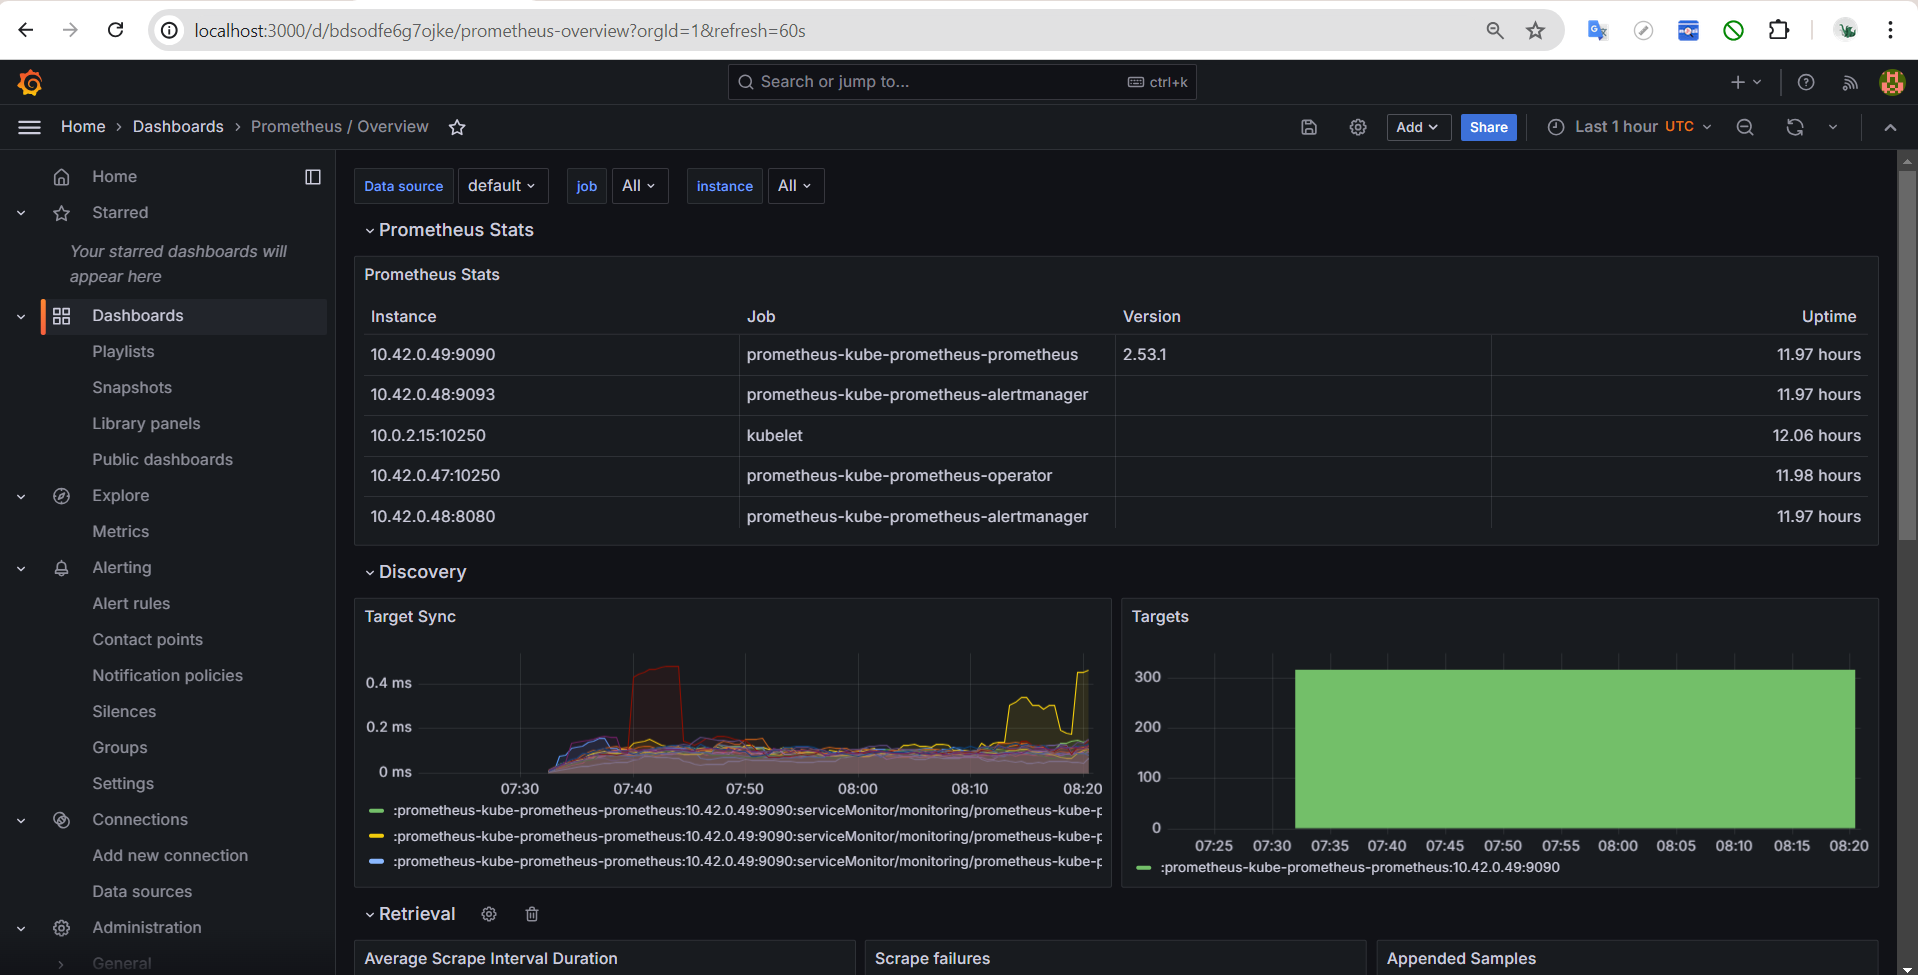 localhost:3000/d/bdsodfe6g7ojke/prometheus-overview?orgId=1&refresh=60s
Search or jump to...
ctrl+k
Home
Dashboards
Prometheus / Overview
Add
Share
Last 1 hour UTC
Home
Starred
Your starred dashboards will
appear here
Dashboards
Playlists
Snapshots
Library panels
Public dashboards
Explore
Metrics
Alerting
Alert rules
Contact points
Notification policies
Silences
Groups
Settings
Connections
Add new connection
Data sources
Administration
General
Data source default job All instance All
Prometheus Stats
Prometheus Stats
Instance Job Version Uptime
10.42.0.49:9090 prometheus-kube-prometheus-prometheus 2.53.1 11.97 hours
10.42.0.48:9093 prometheus-kube-prometheus-alertmanager 11.97 hours
10.0.2.15:10250 kubelet 12.06 hours
10.42.0.47:10250 prometheus-kube-prometheus-operator 11.98 hours
10.42.0.48:8080 prometheus-kube-prometheus-alertmanager 11.97 hours
Discovery
Target Sync
0.4 ms
0.2 ms
0 ms
07:30 07:40 07:50 08:00 08:10 08:20
:prometheus-kube-prometheus-prometheus:10.42.0.49:9090:serviceMonitor/monitoring/prometheus-kube-p
:prometheus-kube-prometheus-prometheus:10.42.0.49:9090:serviceMonitor/monitoring/prometheus-kube-p
:prometheus-kube-prometheus-prometheus:10.42.0.49:9090:serviceMonitor/monitoring/prometheus-kube-p
Targets
300
200
100
0
07:25 07:30 07:35 07:40 07:45 07:50 07:55 08:00 08:05 08:10 08:15 08:20
:prometheus-kube-prometheus-prometheus:10.42.0.49:9090
Retrieval
Average Scrape Interval Duration
Scrape failures
Appended Samples